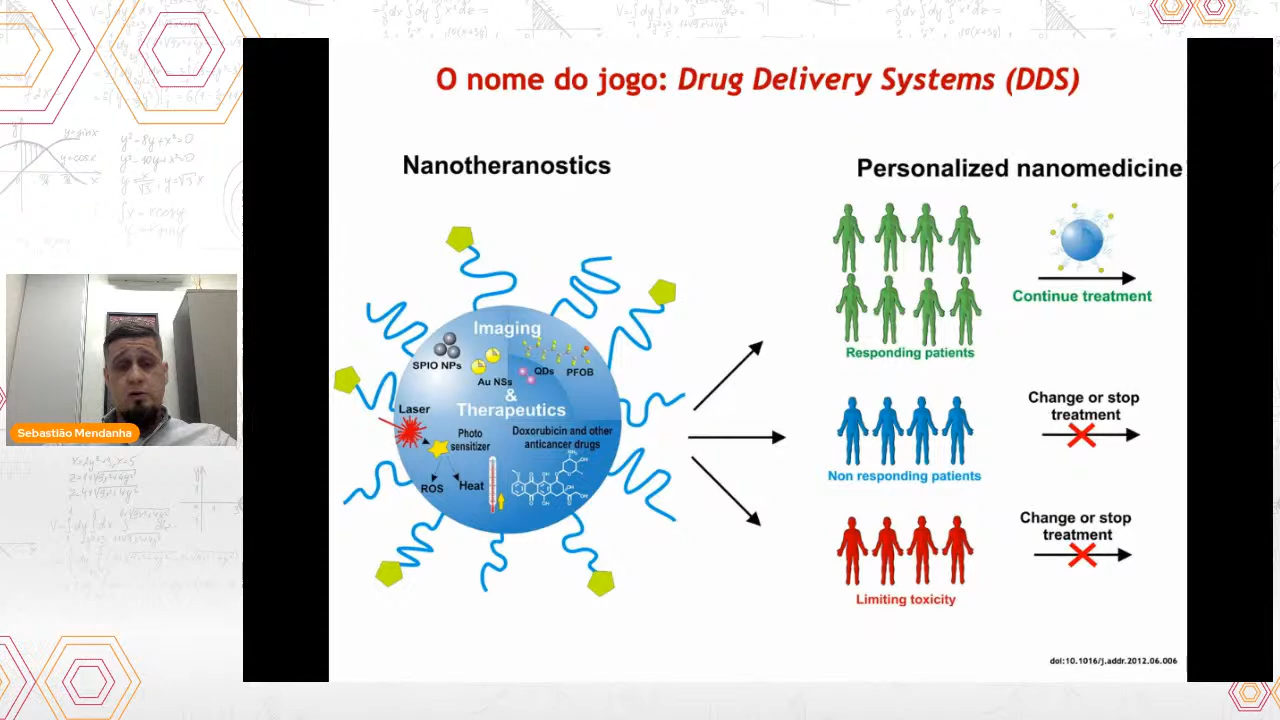 O nome do jogo: Drug Delivery Systems (DDS)
Nanotheranostics
Personalized nanomedicine
Imaging
SPIO NPs
Au NSs
QDs
PFOB
&
Therapeutics
Laser
Photo
sensitizer
ROS
Heat
Doxorubicin and other
anticancer drugs
Responding patients
Continue treatment
Non responding patients
Change or stop
treatment
Limiting toxicity
Change or stop
treatment
doi:10.1016/j.addr.2012.06.006
Sebastião Mendanha
y=sinx
y=cosx